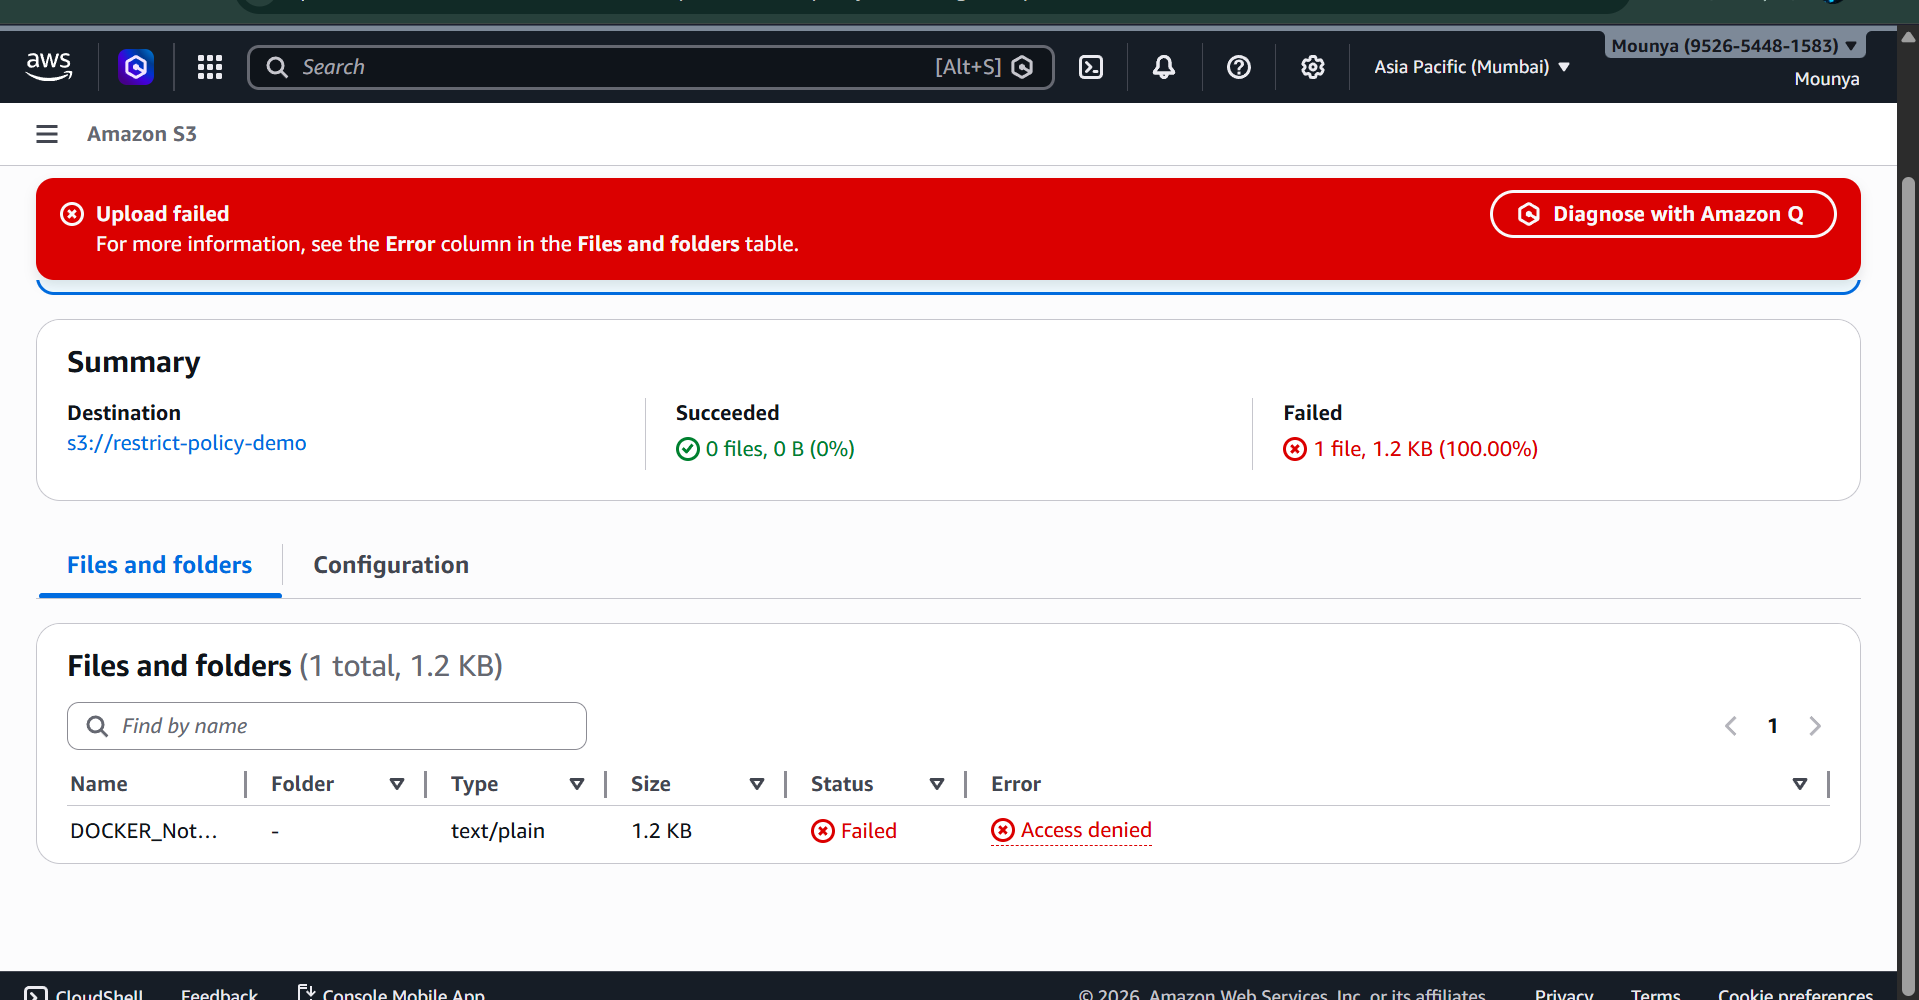 aws
Search
[Alt+S]
Asia Pacific (Mumbai)
Mounya (9526-5448-1583)
Mounya
Amazon S3
Upload failed
For more information, see the Error column in the Files and folders table.
Diagnose with Amazon Q
Summary
Destination
s3://restrict-policy-demo
Succeeded
0 files, 0 B (0%)
Failed
1 file, 1.2 KB (100.00%)
Files and folders
Configuration
Files and folders (1 total, 1.2 KB)
Find by name
1
Name Folder Type Size Status Error
DOCKER_Not... - text/plain 1.2 KB Failed Access denied
CloudShell Feedback Console Mobile App © 2026, Amazon Web Services, Inc. or its affiliates. Privacy Terms Cookie preferences